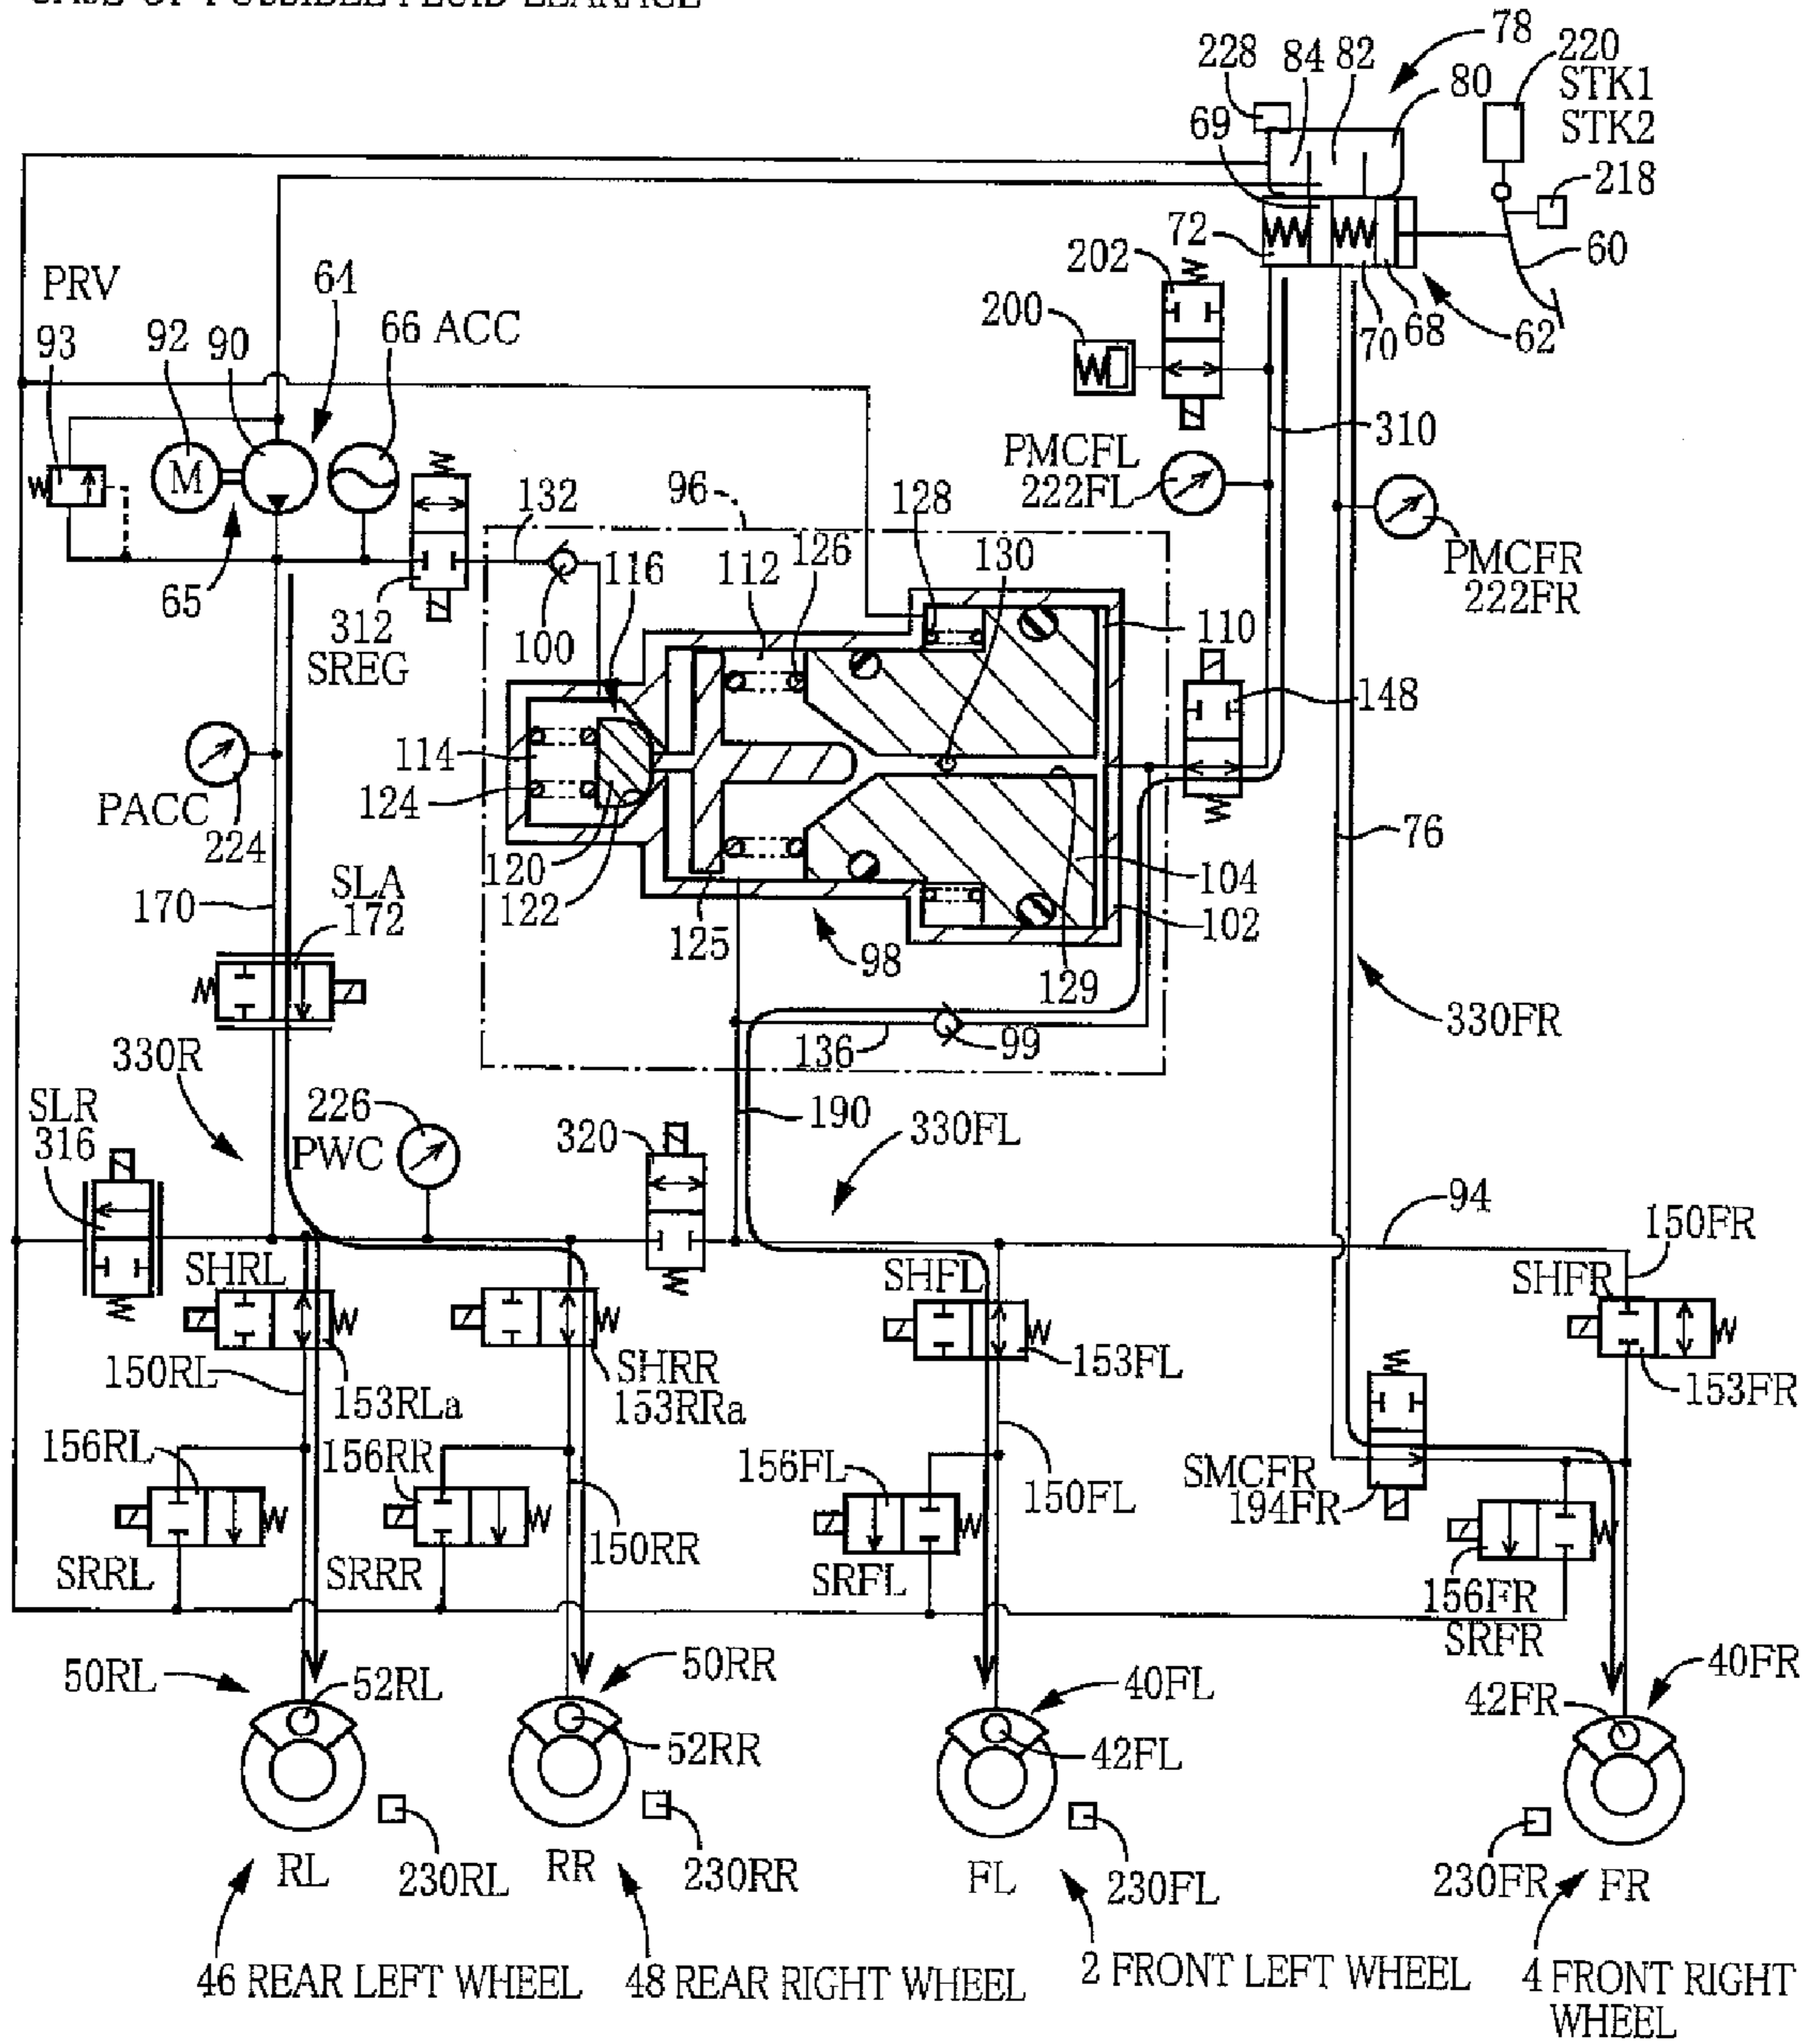 78
228
84 82
220
STK1
STK2
80
69
218
72
202
60
PRV
64
200
66 ACC
93
92 90
70 68
62
310
M
PMCFL
222FL
96
132
128
130
126
112
116
PMCFR
222FR
65
312
SREG
100
110
148
114
124
PACC
224
120
122
76
104
102
SLA
172
170
125
98
129
330FR
136
99
330R
226
PWC
SLR
316
320
190
330FL
94
150FR
SHRL
SHFL
SHFR
SHRR
153RRa
153FL
153FR
150RL
153RLa
156RL
156RR
156FL
150FL
SMCFR
194FR
150RR
SRRL
SRRR
SRFL
156FR
SRFR
50RL
52RL
50RR
52RR
40FL
42FL
40FR
42FR
RL
230RL
RR
230RR
FL
230FL
230FR
FR
46 REAR LEFT WHEEL
48 REAR RIGHT WHEEL
2 FRONT LEFT WHEEL
4 FRONT RIGHT
WHEEL